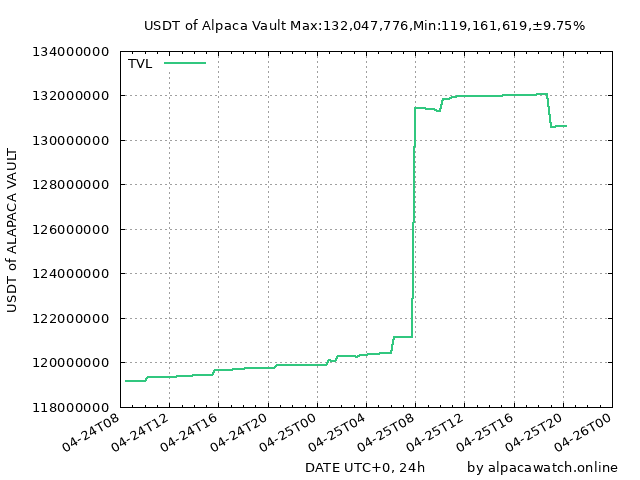 USDT of Alpaca Vault Max:132,047,776,Min:119,161,619,±9.75%
134000000
TVL
132000000
130000000
128000000
126000000
124000000
122000000
120000000
118000000
USDT of ALAPACA VAULT
04-24T08
04-24T12
04-24T16
04-24T20
04-25T00
04-25T04
04-25T08
04-25T12
04-25T16
04-25T20
04-26T00
DATE UTC+0, 24h
by alpacawatch.online